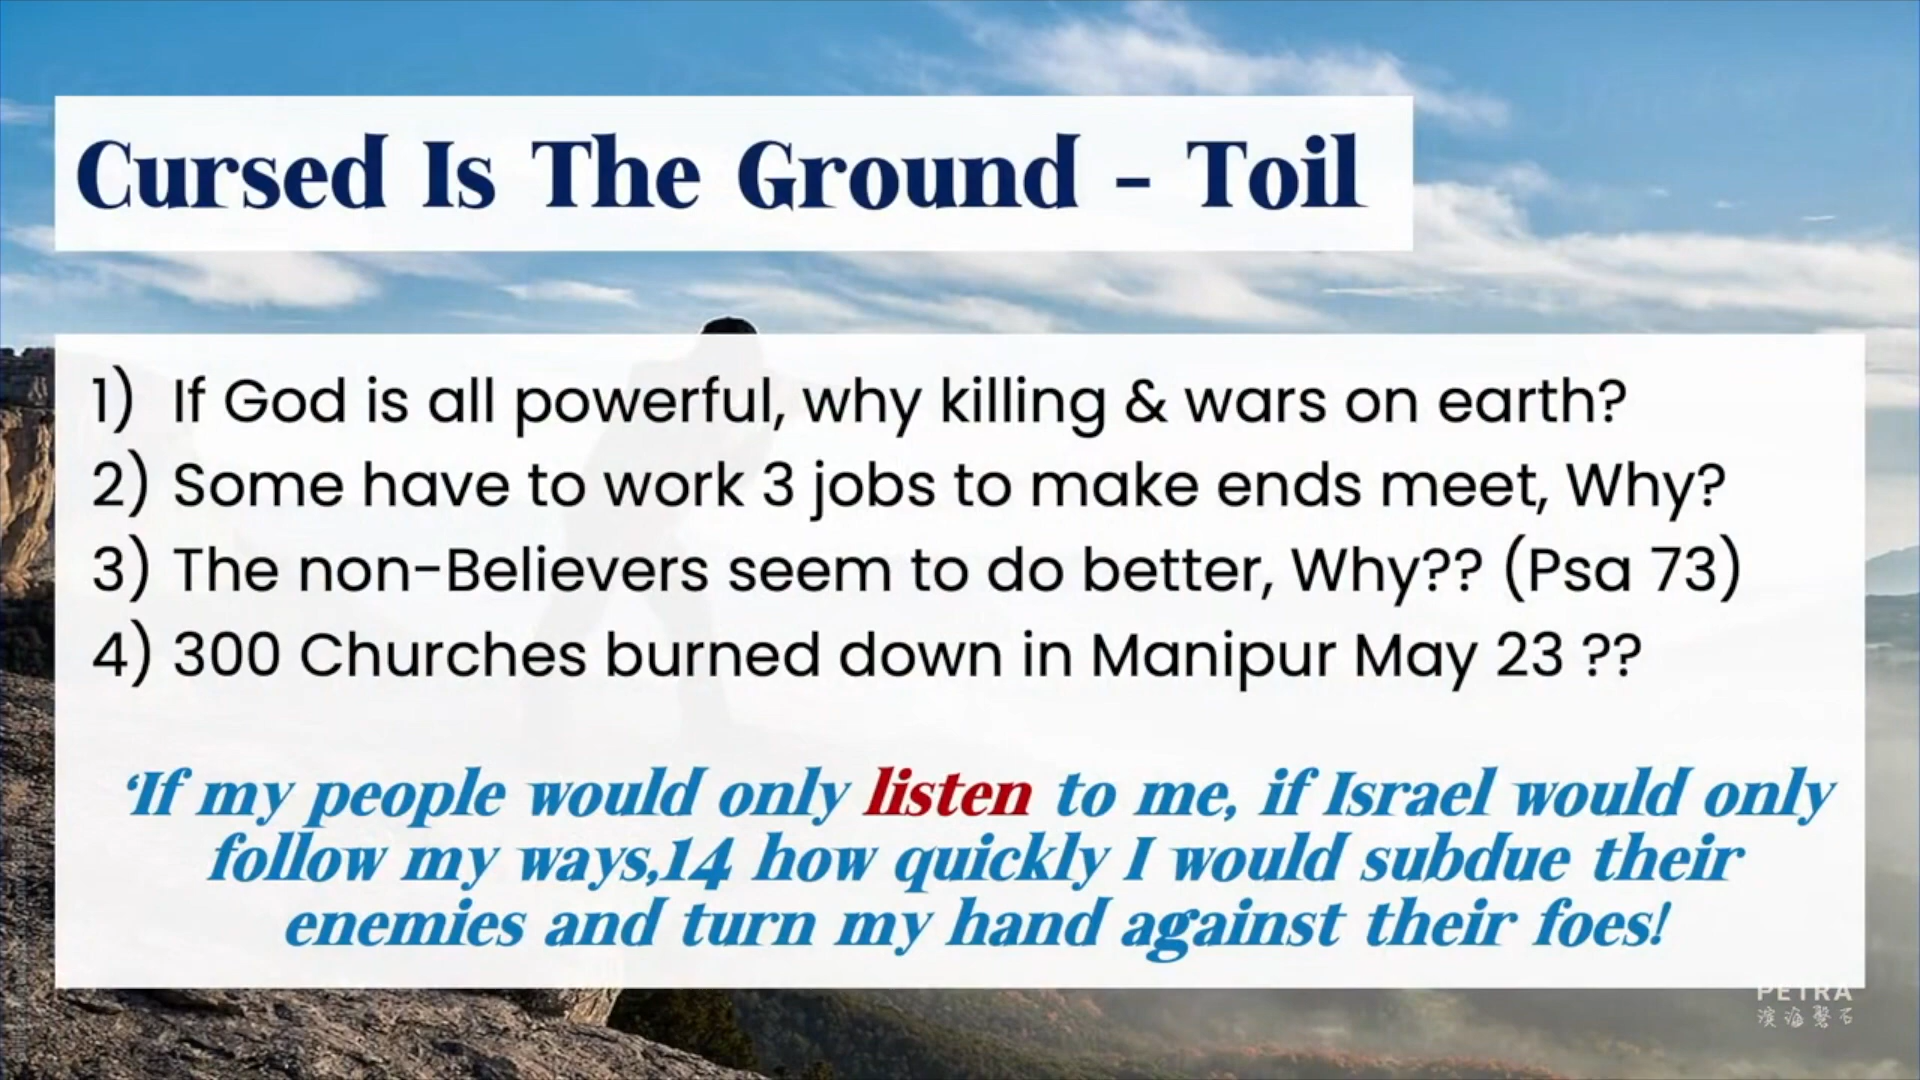 Cursed Is The Ground - Toil
1) If God is all powerful, why killing & wars on earth?
2) Some have to work 3 jobs to make ends meet, Why?
3) The non-Believers seem to do better, Why?? (Psa 73)
4) 300 Churches burned down in Manipur May 23 ??
‘If my people would only listen to me, if Israel would only
follow my ways,14 how quickly I would subdue their
enemies and turn my hand against their foes!
PETRA
滨海磐石